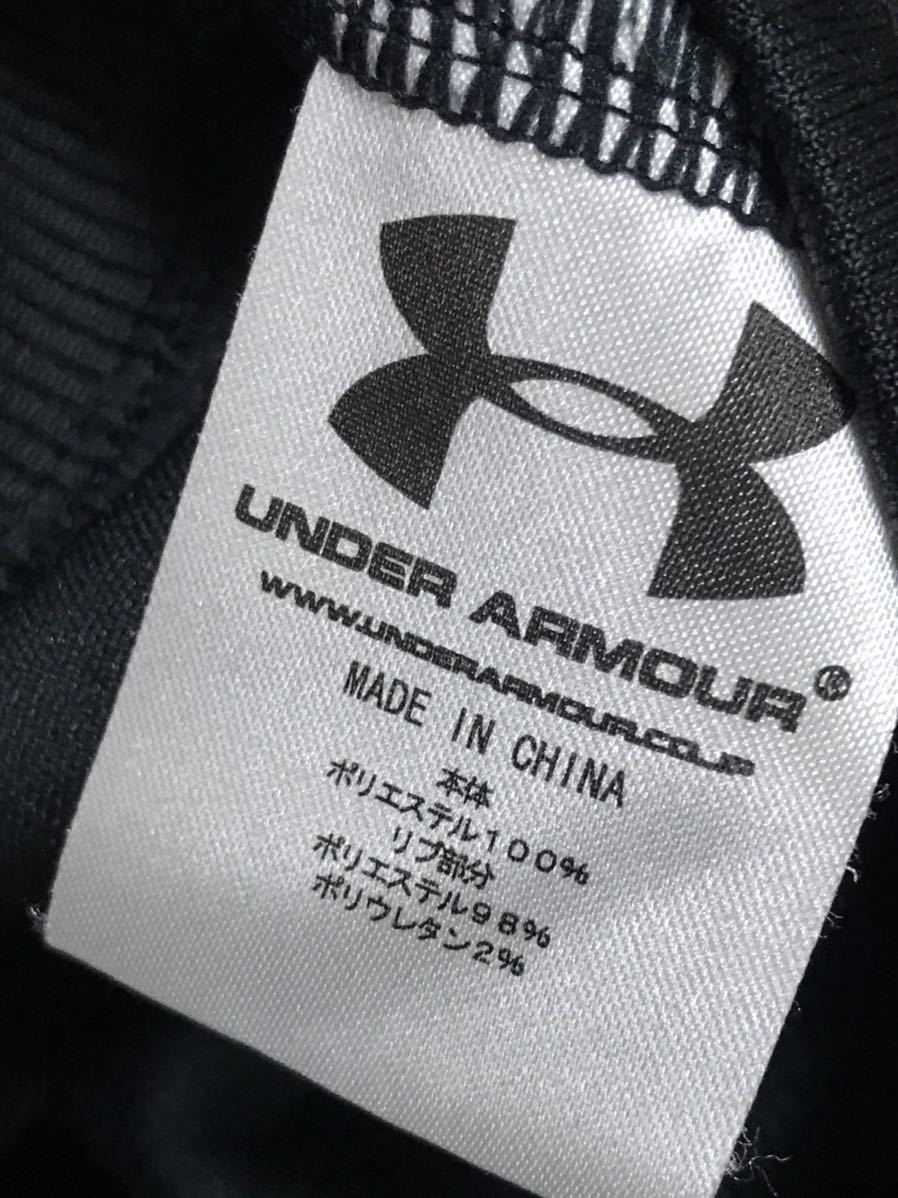 UNDER ARMOUR®
WWW.UNDERARMOUR.CO.JP
MADE IN CHINA
本体
ポリエステル100%
リブ部分
ポリエステル98%
ポリウレタン2%